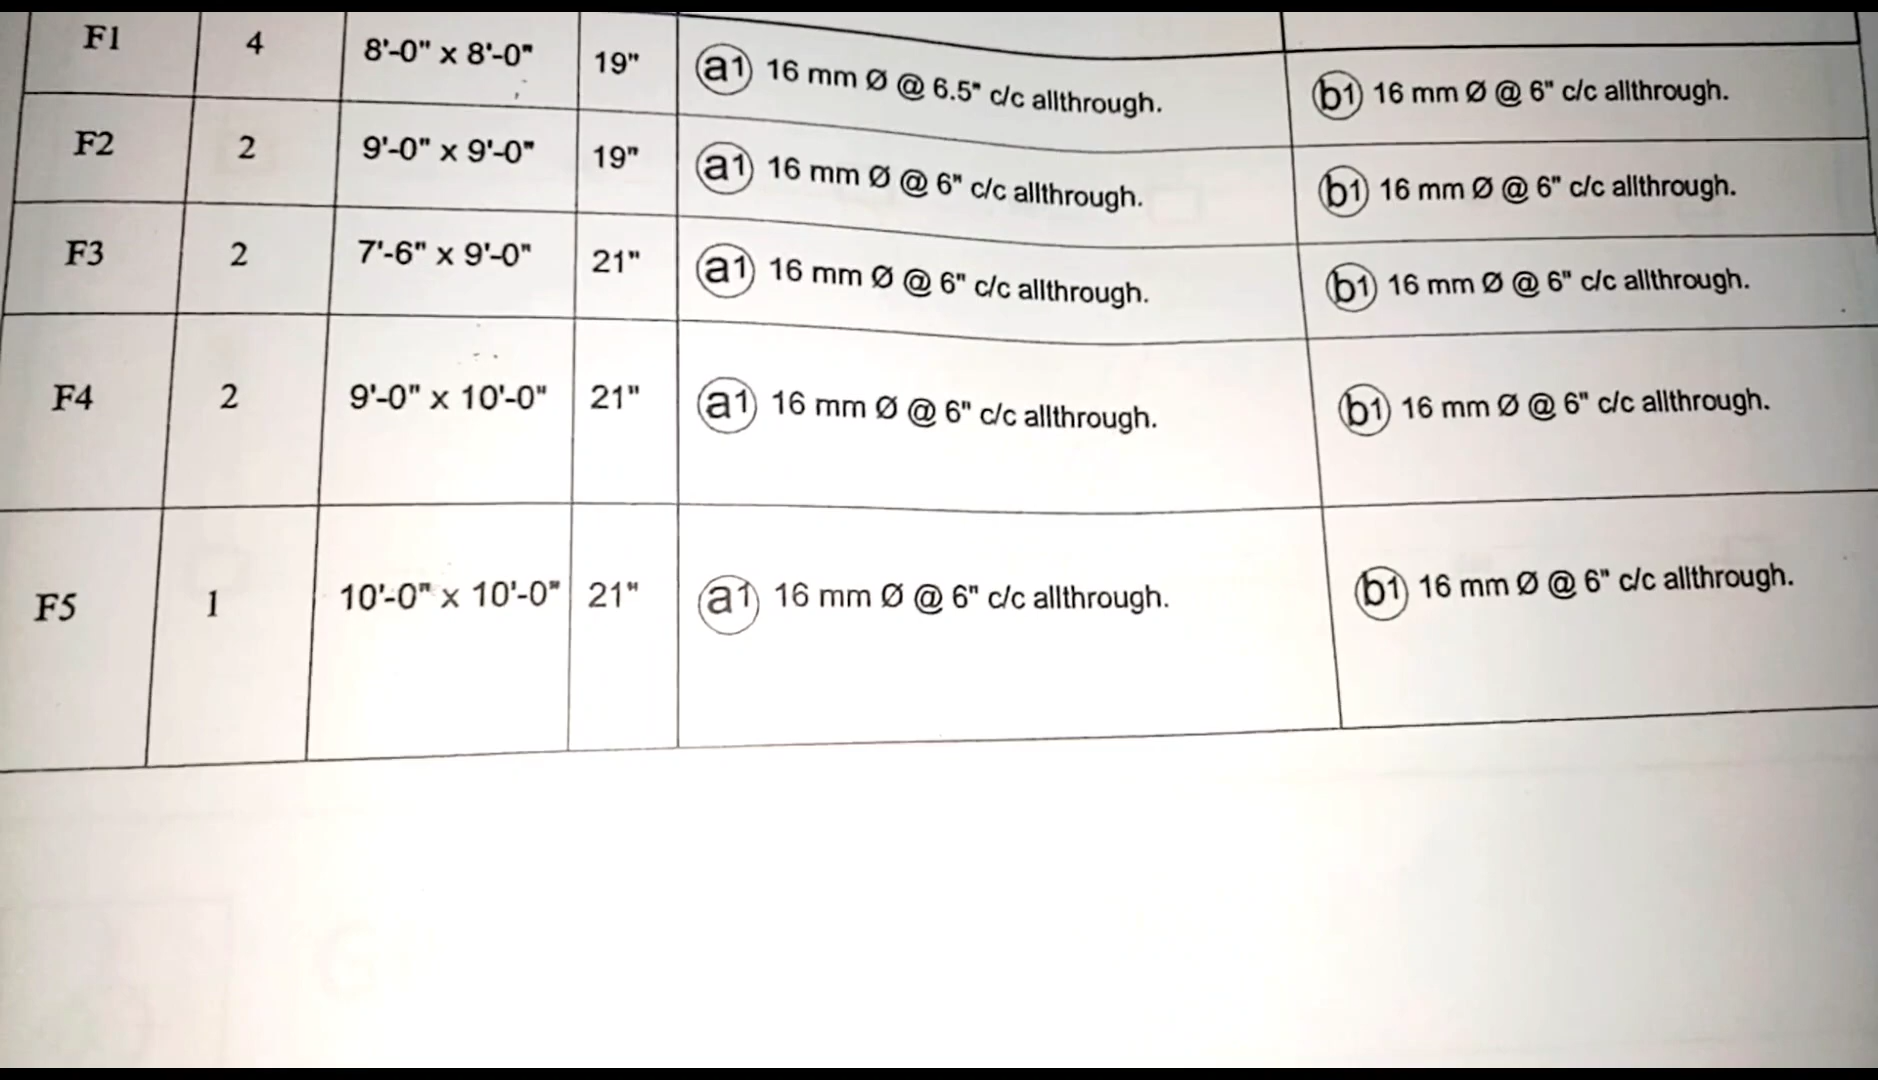 F1 4 8'-0" x 8'-0" 19" a1 16 mm Ø @ 6.5" c/c allthrough. b1 16 mm Ø @ 6" c/c allthrough.
F2 2 9'-0" x 9'-0" 19" a1 16 mm Ø @ 6" c/c allthrough. b1 16 mm Ø @ 6" c/c allthrough.
F3 2 7'-6" x 9'-0" 21" a1 16 mm Ø @ 6" c/c allthrough. b1 16 mm Ø @ 6" c/c allthrough.
F4 2 9'-0" x 10'-0" 21" a1 16 mm Ø @ 6" c/c allthrough. b1 16 mm Ø @ 6" c/c allthrough.
F5 1 10'-0" x 10'-0" 21" a1 16 mm Ø @ 6" c/c allthrough. b1 16 mm Ø @ 6" c/c allthrough.